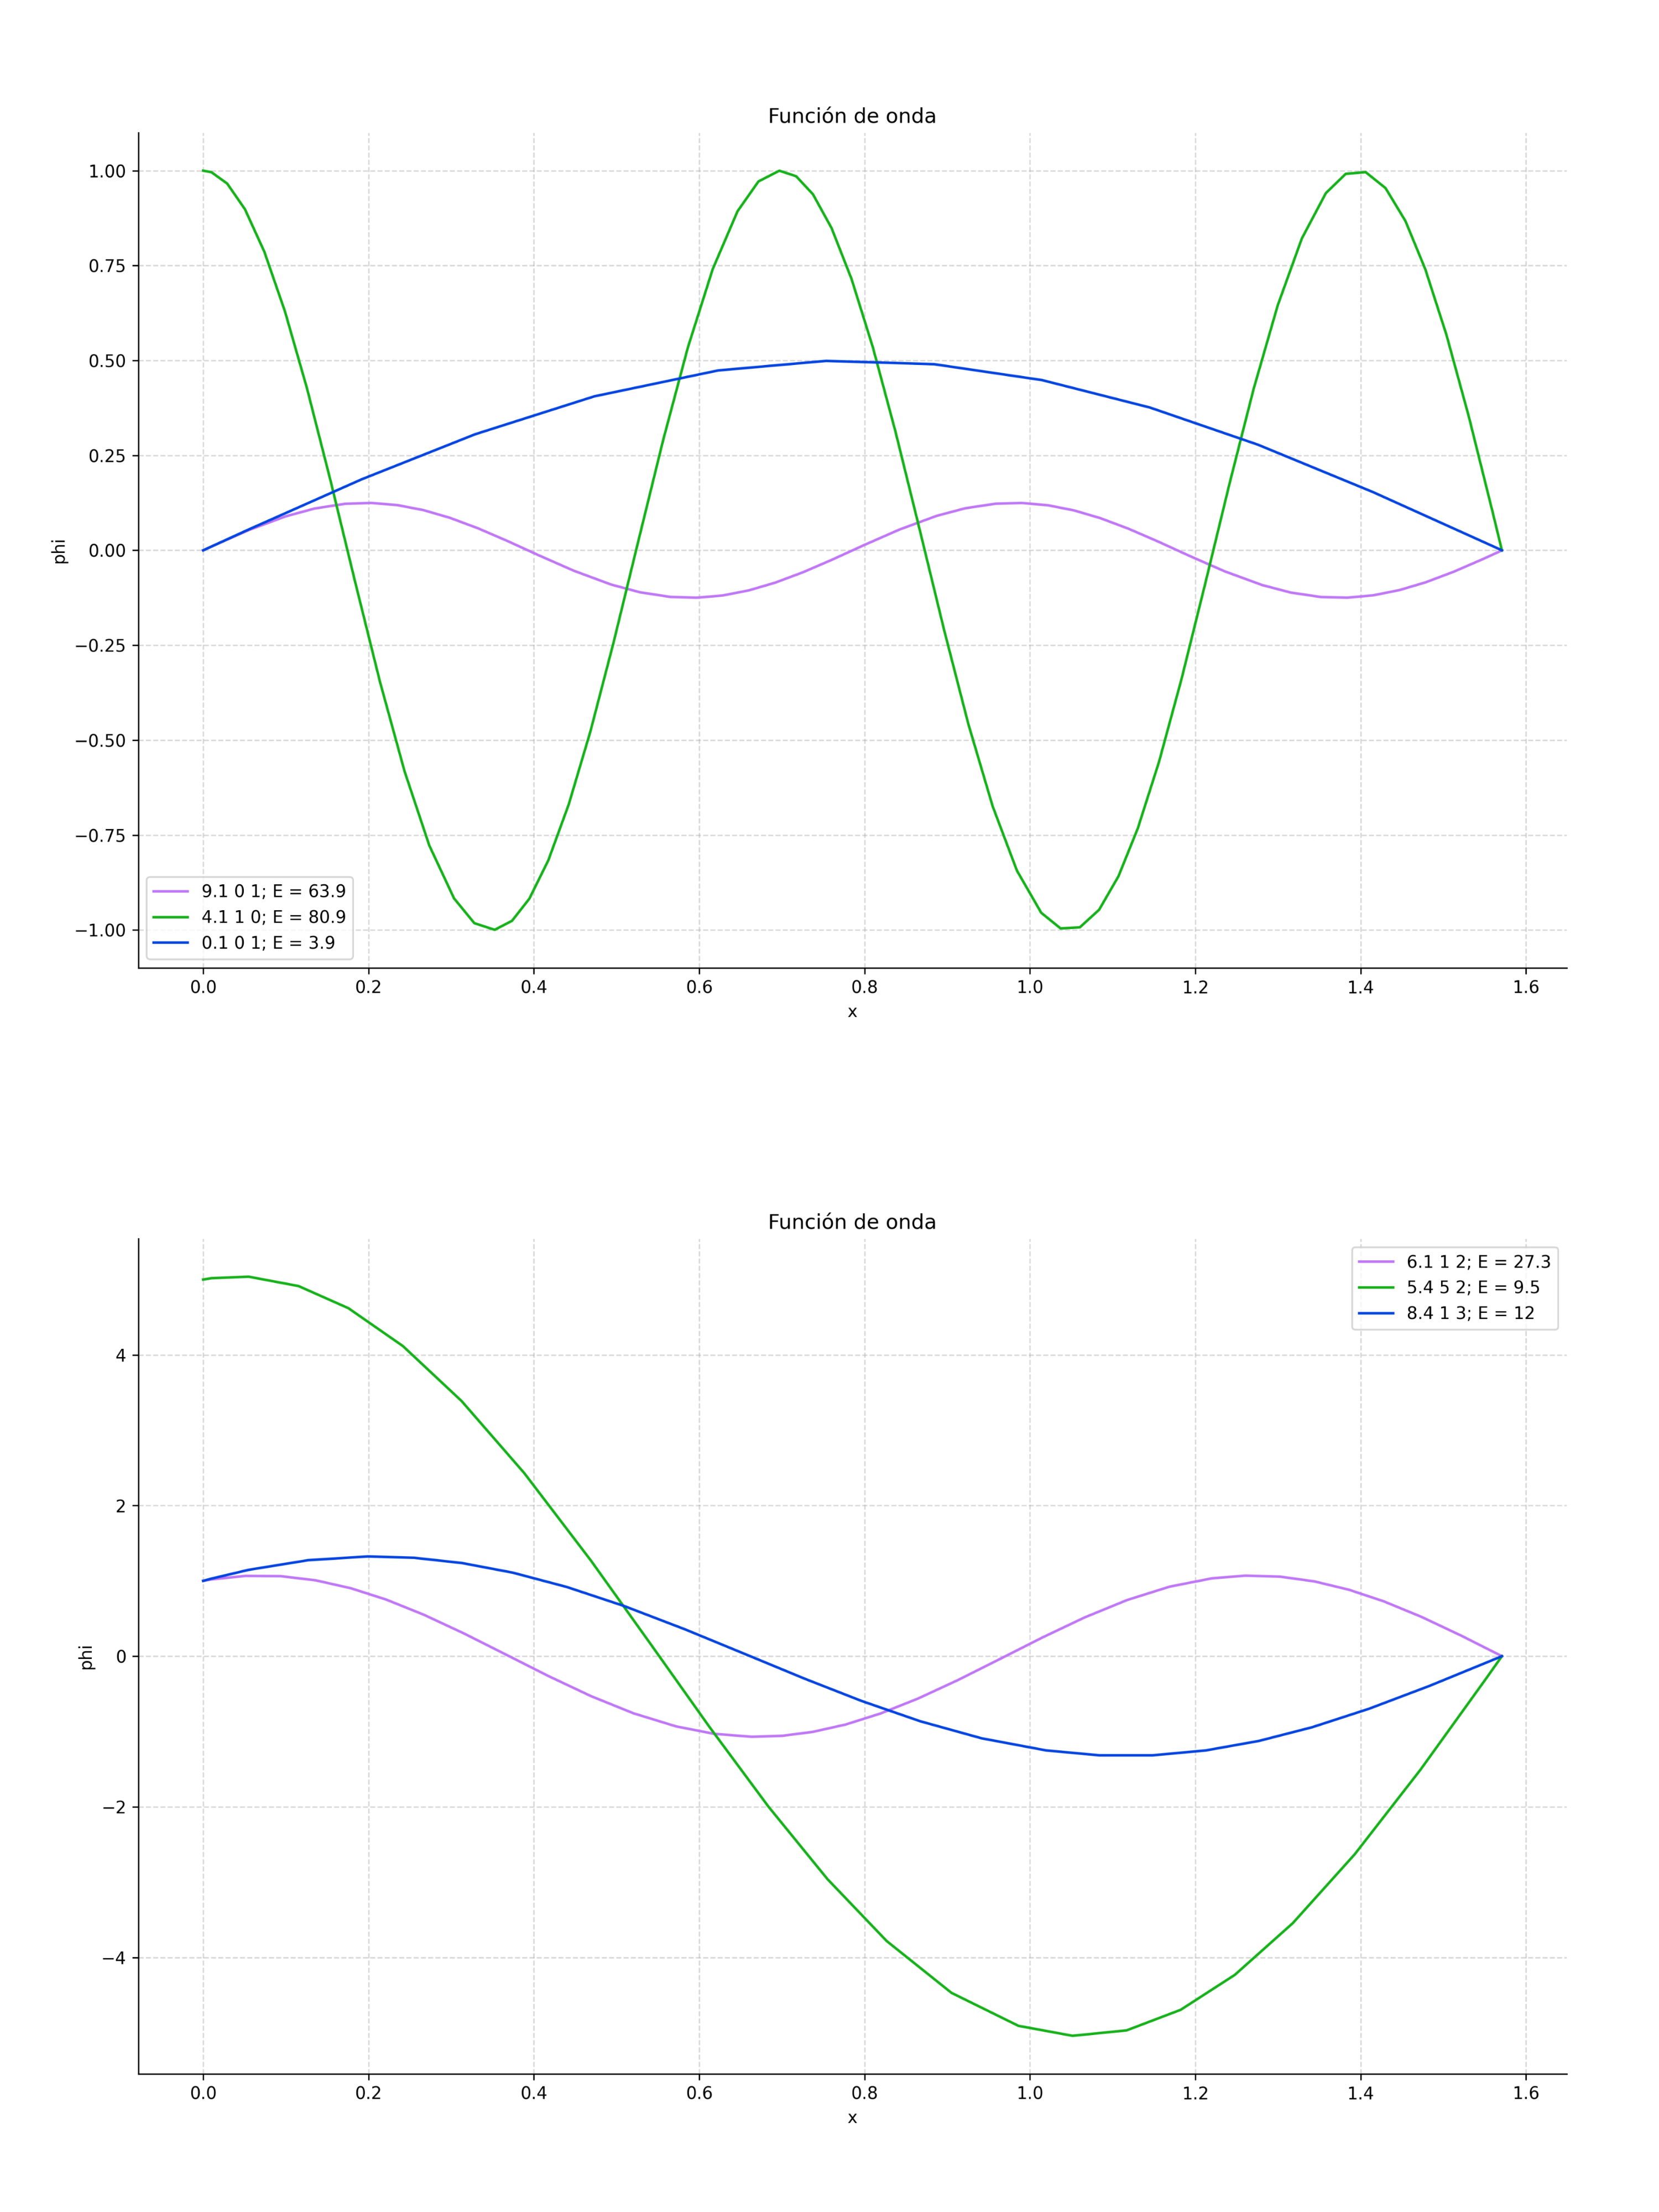 Función de onda
1.00
0.75
0.50
0.25
0.00
−0.25
−0.50
−0.75
−1.00
phi
9.1 0 1; E = 63.9
4.1 1 0; E = 80.9
0.1 0 1; E = 3.9
0.0 0.2 0.4 0.6 0.8 1.0 1.2 1.4 1.6
x
Función de onda
6.1 1 2; E = 27.3
5.4 5 2; E = 9.5
8.4 1 3; E = 12
4
2
0
−2
−4
phi
0.0 0.2 0.4 0.6 0.8 1.0 1.2 1.4 1.6
x